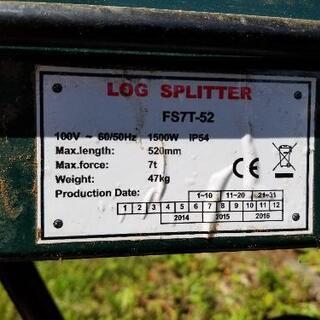 LOG SPLITTER
FS7T-52
100V ~ 60/50Hz 1500W IP54
Max.length: 520mm
Max.force: 7t
Weight: 47kg
CE
Production Date: 1~10 11~20 21~31
1 2 3 4 5 6 7 8 9 10 11 12
2014 2015 2016